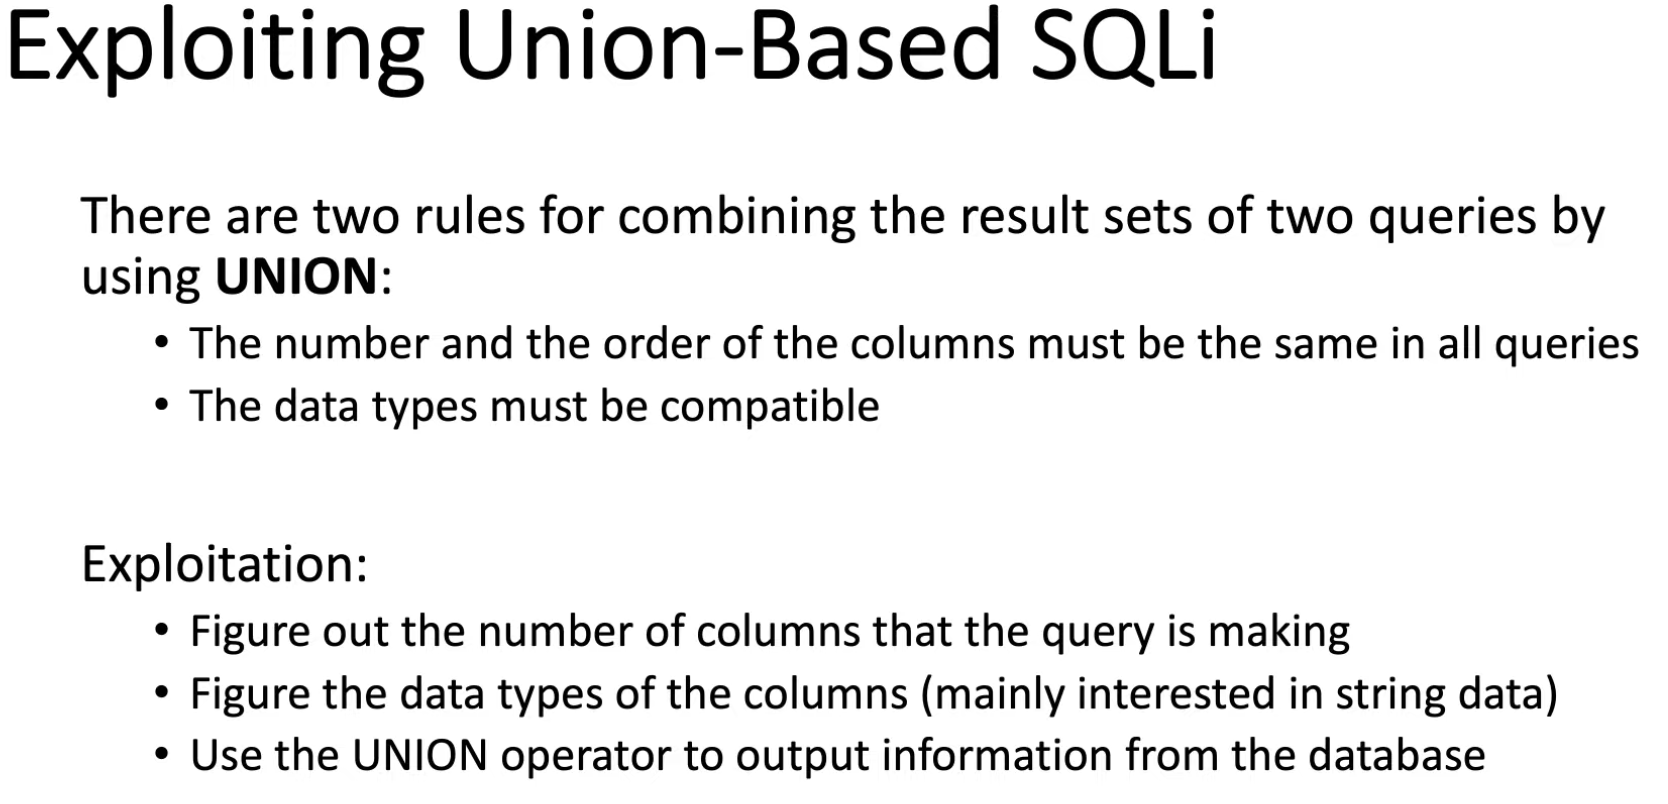 Exploiting Union-Based SQLi
There are two rules for combining the result sets of two queries by
using UNION:
• The number and the order of the columns must be the same in all queries
• The data types must be compatible
Exploitation:
• Figure out the number of columns that the query is making
• Figure the data types of the columns (mainly interested in string data)
• Use the UNION operator to output information from the database